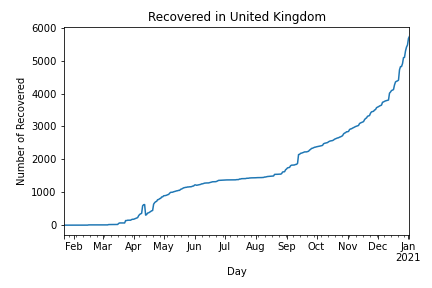 Recovered in United Kingdom
Number of Recovered
6000
5000
4000
3000
2000
1000
0
Feb Mar Apr May Jun Jul Aug Sep Oct Nov Dec Jan
2021
Day